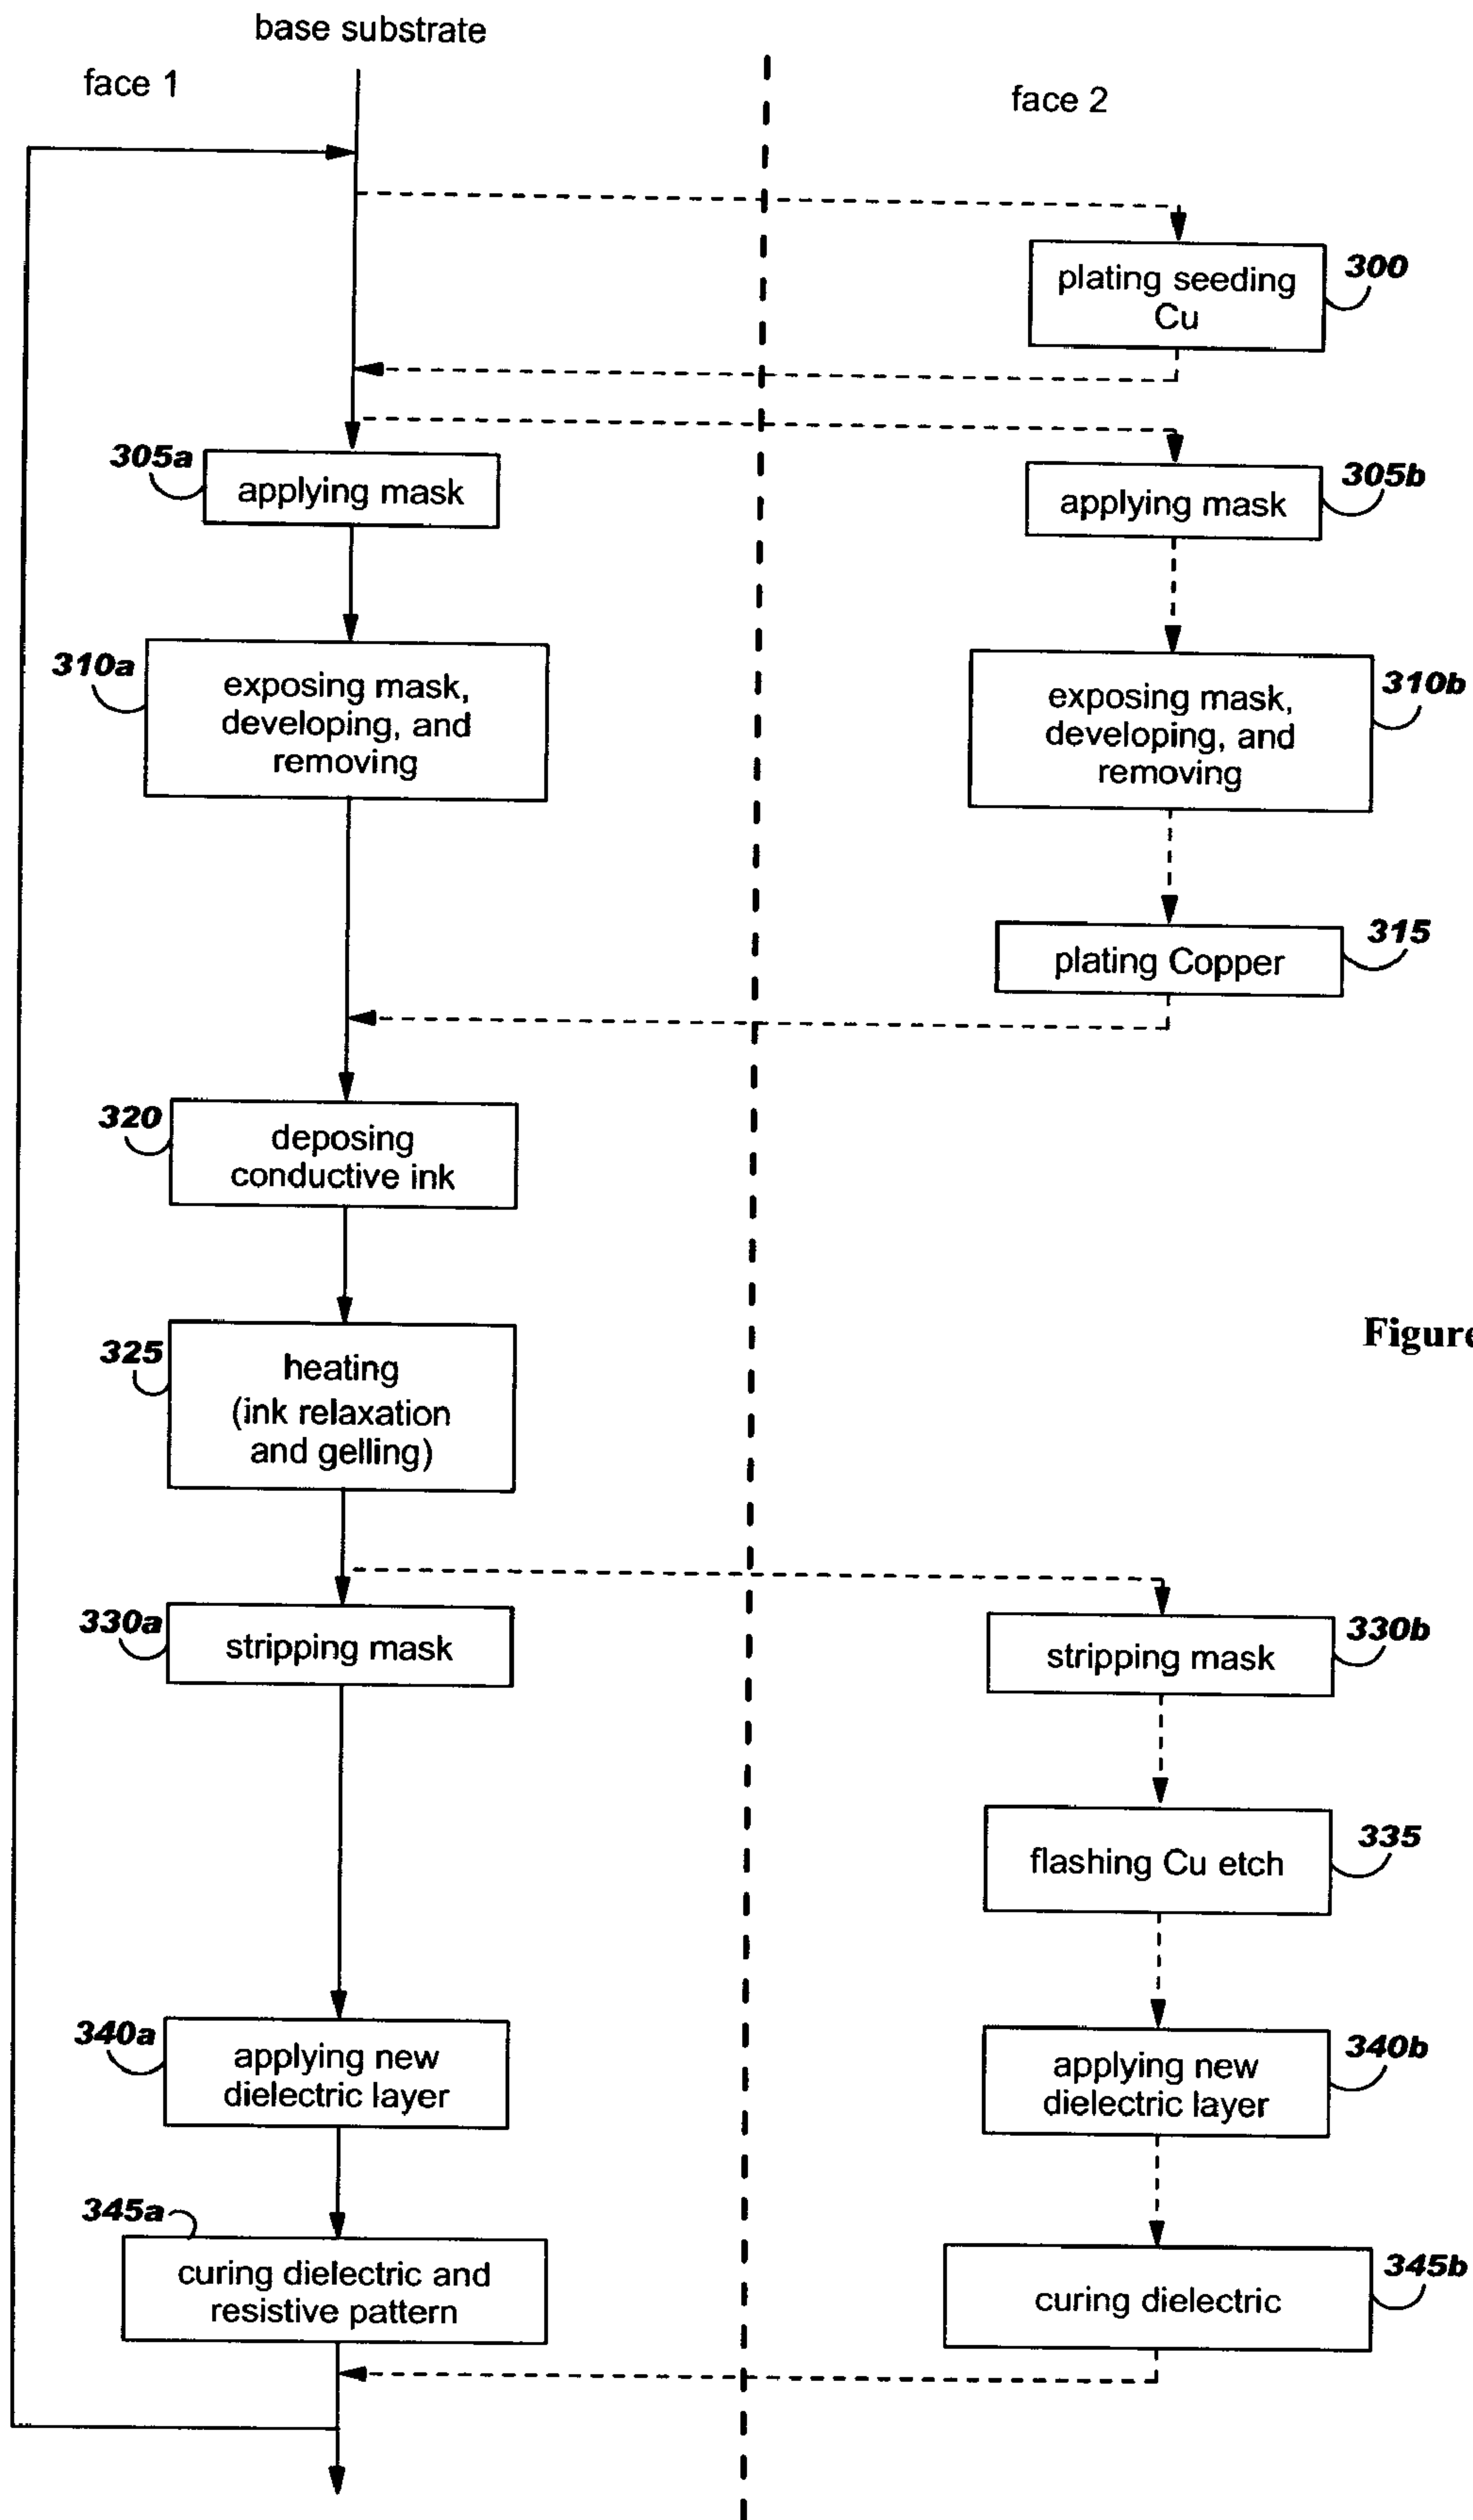 base substrate
face 1
face 2
plating seeding
Cu
300
305a
applying mask
305b
applying mask
310a
exposing mask,
developing, and
removing
310b
exposing mask,
developing, and
removing
315
plating Copper
320
deposing
conductive ink
Figure
325
heating
(ink relaxation
and gelling)
330a
stripping mask
330b
stripping mask
335
flashing Cu etch
340a
applying new
dielectric layer
340b
applying new
dielectric layer
345a
curing dielectric and
resistive pattern
345b
curing dielectric